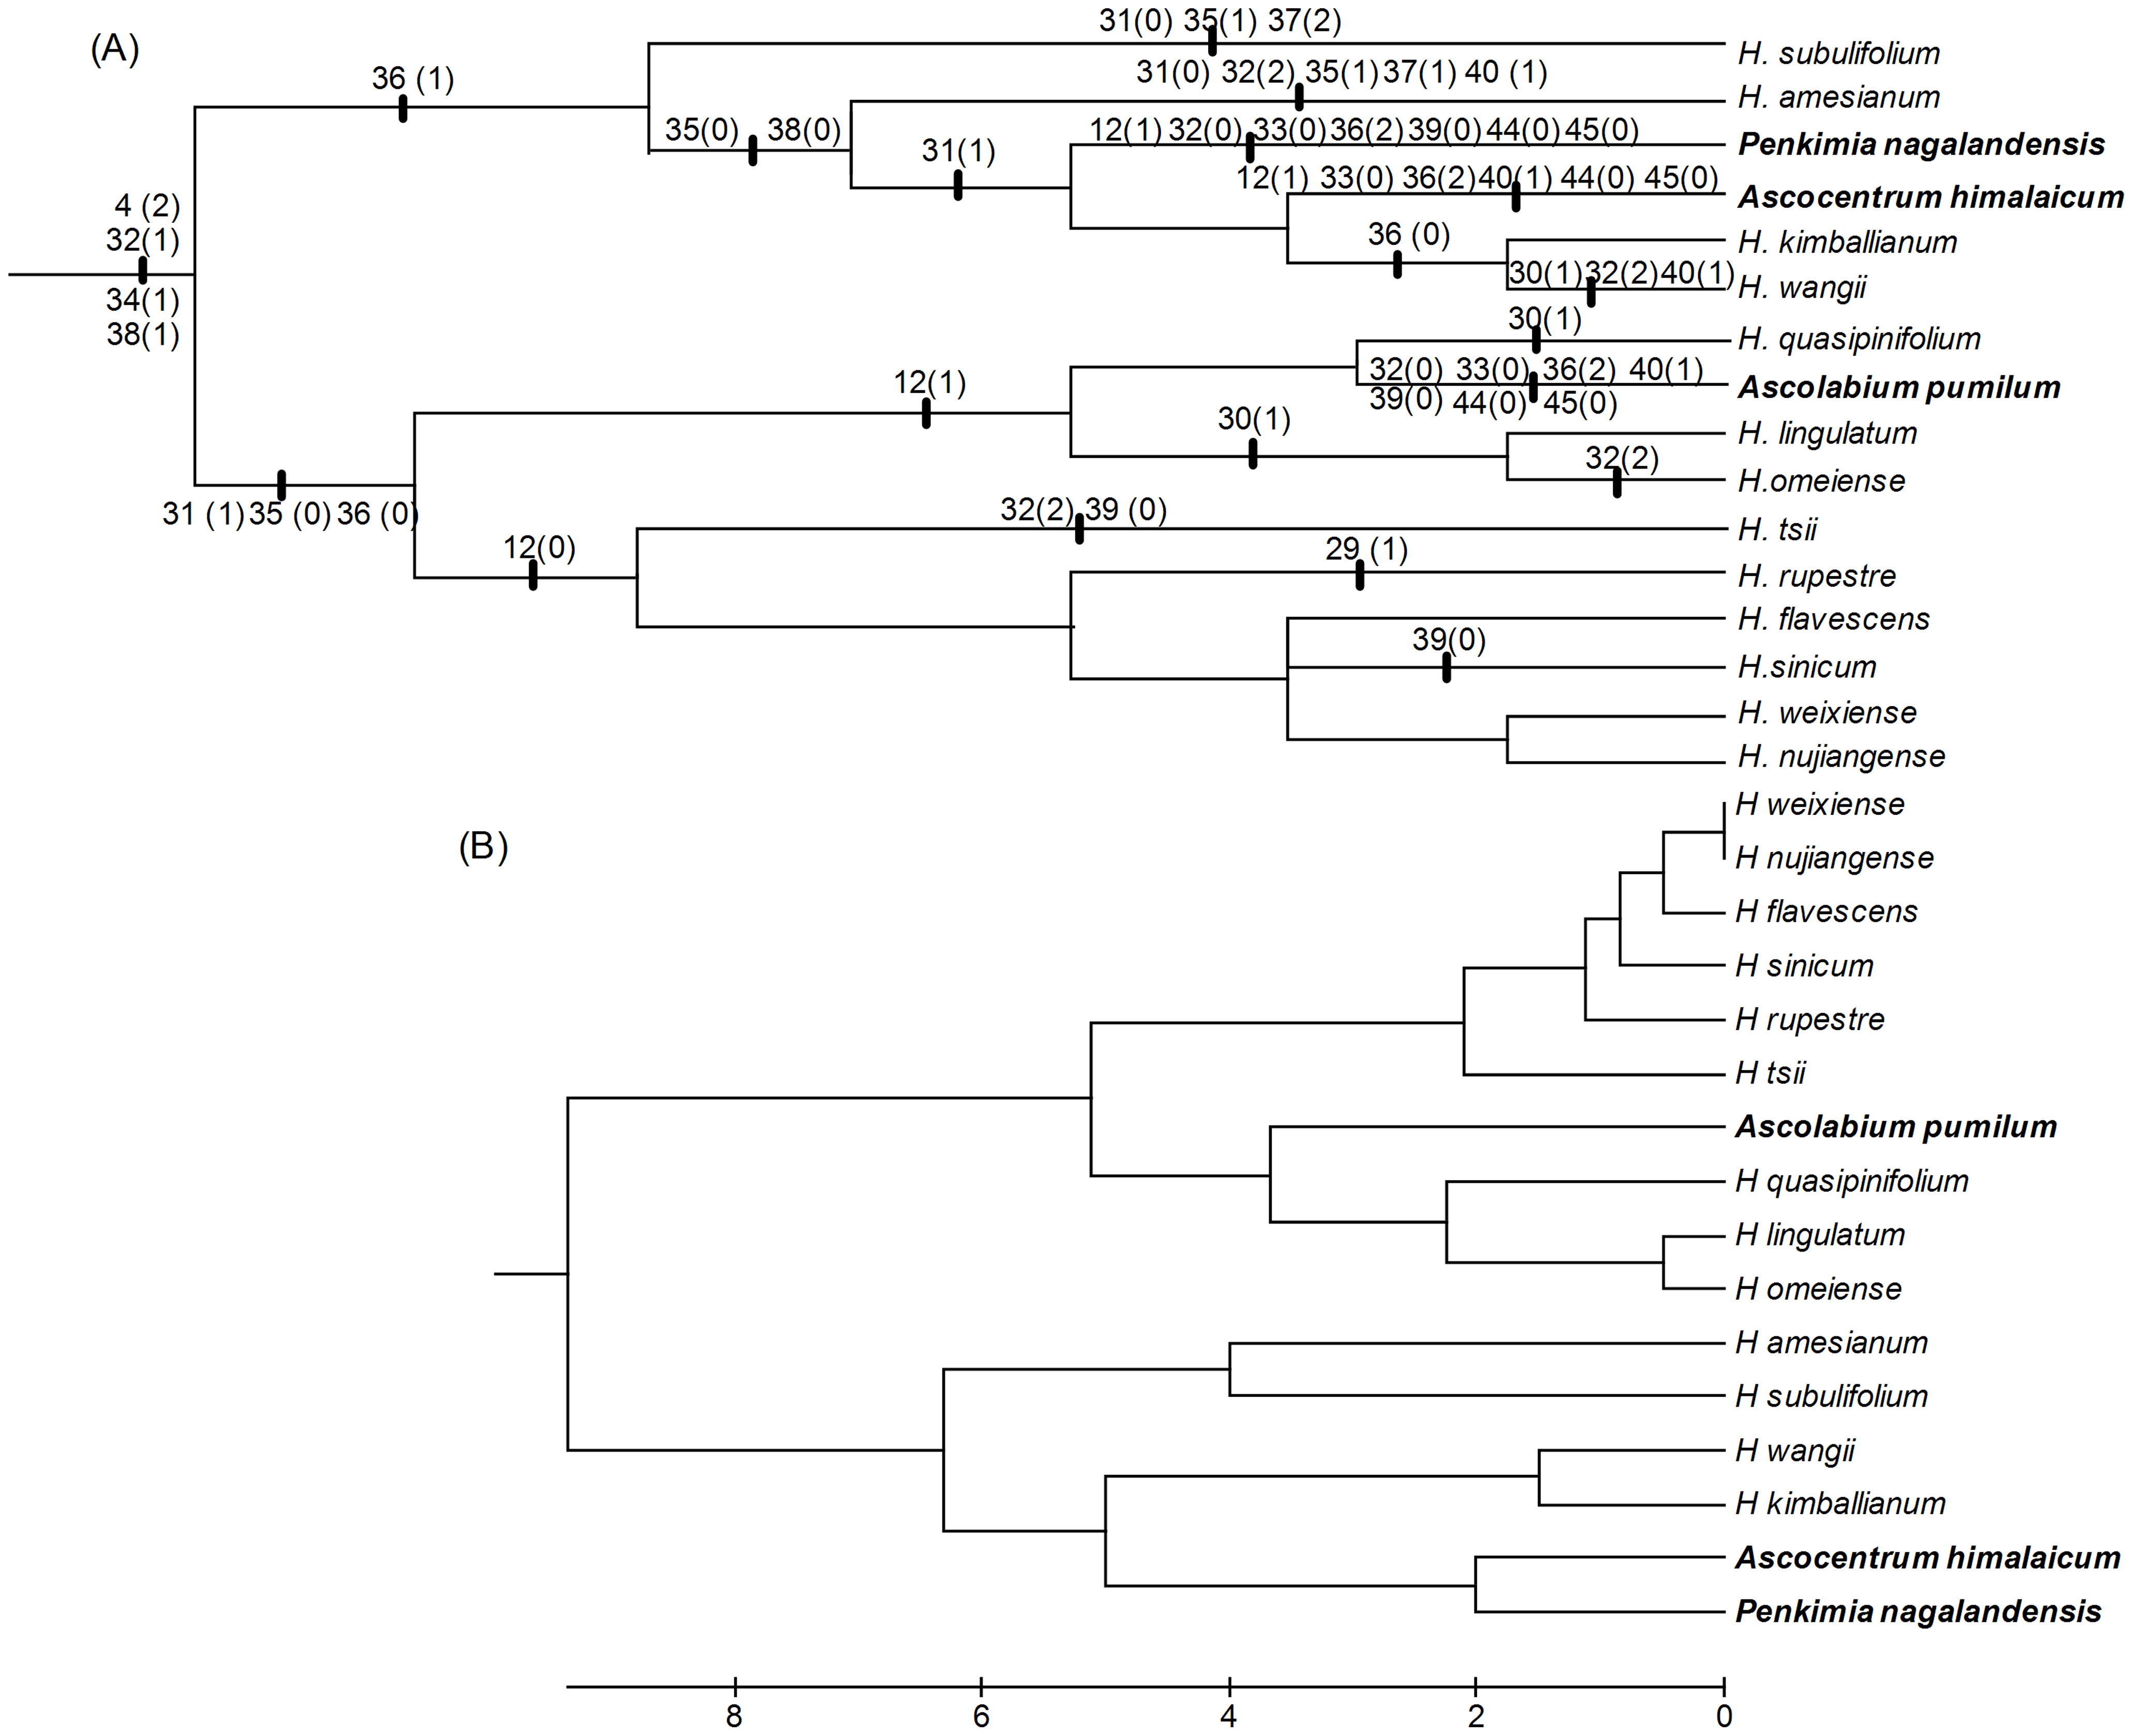 (A)
31(0) 35(1) 37(2)
H. subulifolium
36 (1)
31(0) 32(2) 35(1) 37(1) 40 (1)
H. amesianum
35(0) 38(0)
12(1) 32(0) 33(0) 36(2) 39(0) 44(0) 45(0)
Penkimia nagalandensis
31(1)
12(1) 33(0) 36(2) 40(1) 44(0) 45(0)
Ascocentrum himalaicum
4 (2)
32(1)
34(1)
38(1)
36 (0)
H. kimballianum
30(1) 32(2) 40(1)
H. wangii
30(1)
H. quasipinifolium
32(0) 33(0) 36(2) 40(1)
Ascolabium pumilum
39(0) 44(0) 45(0)
12(1)
30(1)
H. lingulatum
32(2)
H.omeiense
31 (1) 35 (0) 36 (0)
32(2) 39 (0)
H. tsii
12(0)
29 (1)
H. rupestre
H. flavescens
39(0)
H.sinicum
H. weixiense
H. nujiangense
(B)
H weixiense
H nujiangense
H flavescens
H sinicum
H rupestre
H tsii
Ascolabium pumilum
H quasipinifolium
H lingulatum
H omeiense
H amesianum
H subulifolium
H wangii
H kimballianum
Ascocentrum himalaicum
Penkimia nagalandensis
8 6 4 2 0